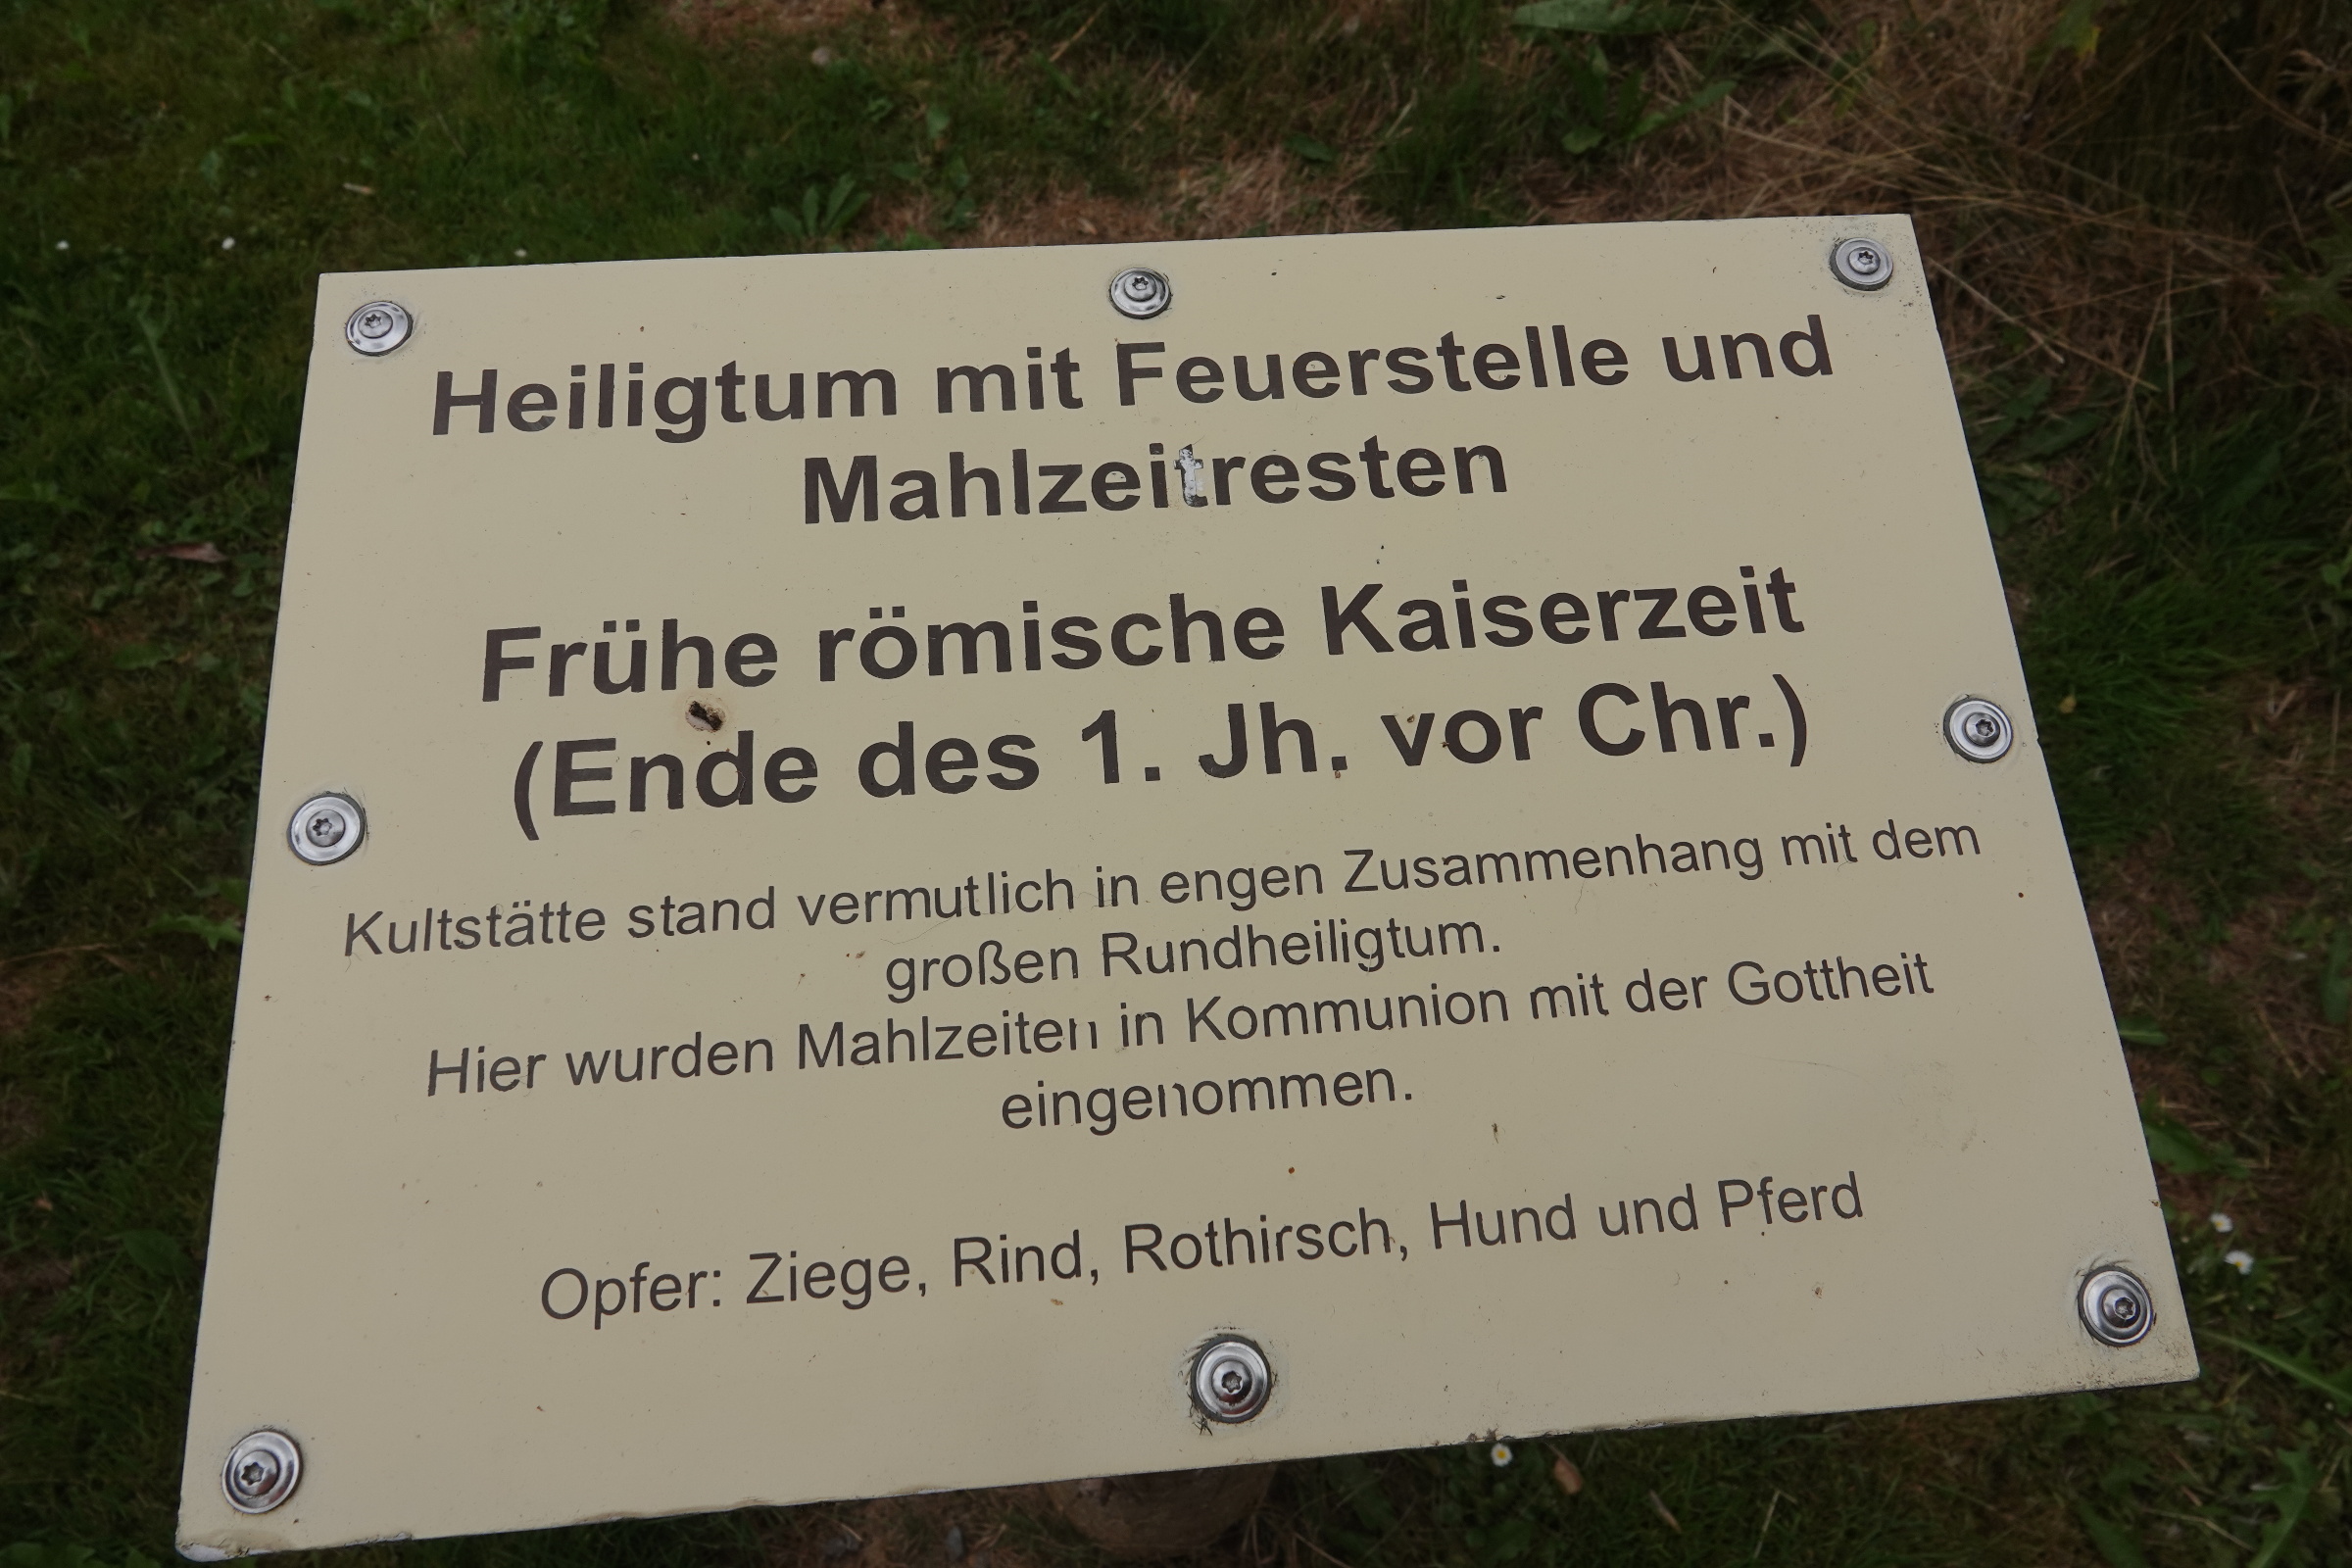 Heiligtum mit Feuerstelle und
Mahlzeitresten
Frühe römische Kaiserzeit
(Ende des 1. Jh. vor Chr.)
Kultstätte stand vermutlich in engen Zusammenhang mit dem
großen Rundheiligtum.
Hier wurden Mahlzeiten in Kommunion mit der Gottheit
eingenommen.
Opfer: Ziege, Rind, Rothirsch, Hund und Pferd